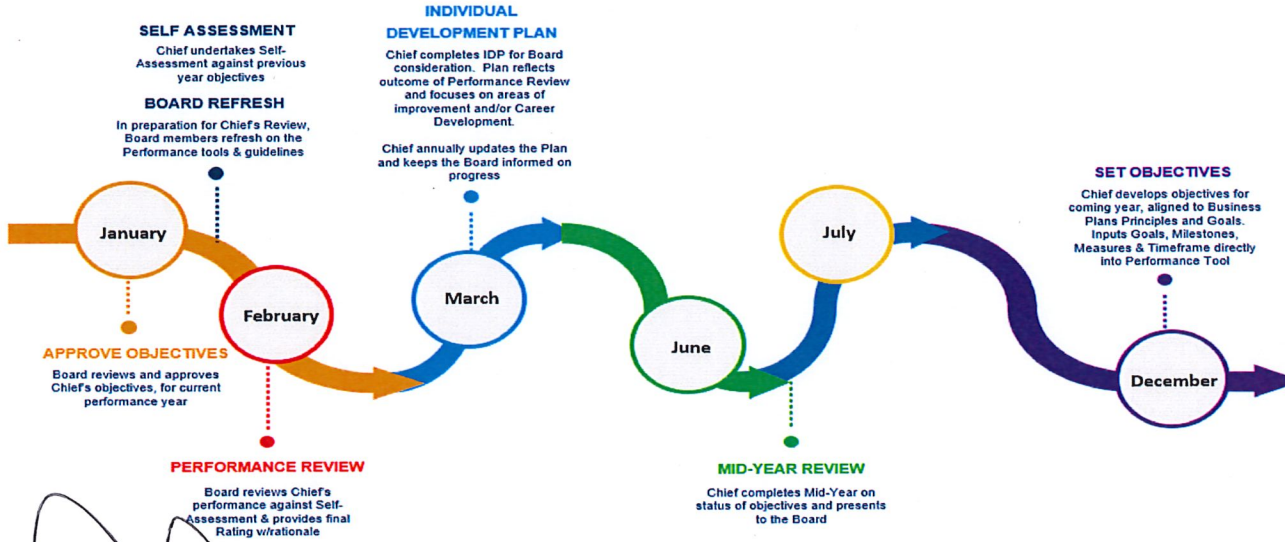 SELF ASSESSMENT
Chief undertakes Self-
Assessment against previous
year objectives
BOARD REFRESH
In preparation for Chief's Review,
Board members refresh on the
Performance tools & guidelines
INDIVIDUAL
DEVELOPMENT PLAN
Chief completes IDP for Board
consideration. Plan reflects
outcome of Performance Review
and focuses on areas of
improvement and/or Career
Development.
Chief annually updates the Plan
and keeps the Board informed on
progress
SET OBJECTIVES
Chief develops objectives for
coming year, aligned to Business
Plans Principles and Goals.
Inputs Goals, Milestones,
Measures & Timeframe directly
into Performance Tool
January
February
March
June
July
December
APPROVE OBJECTIVES
Board reviews and approves
Chief's objectives, for current
performance year
PERFORMANCE REVIEW
Board reviews Chief's
performance against Self-
Assessment & provides final
Rating w/rationale
MID-YEAR REVIEW
Chief completes Mid-Year on
status of objectives and presents
to the Board